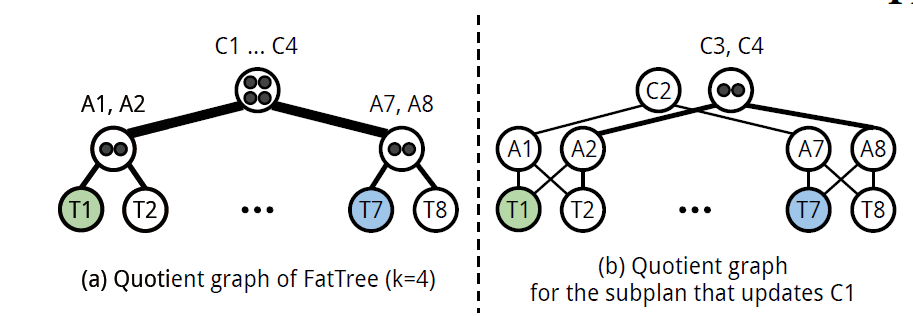 C1 ... C4
A1, A2
A7, A8
T1
T2
...
T7
T8
(a) Quotient graph of FatTree (k=4)
C3, C4
C2
A1
A2
A7
A8
T1
T2
...
T7
T8
(b) Quotient graph
for the subplan that updates C1